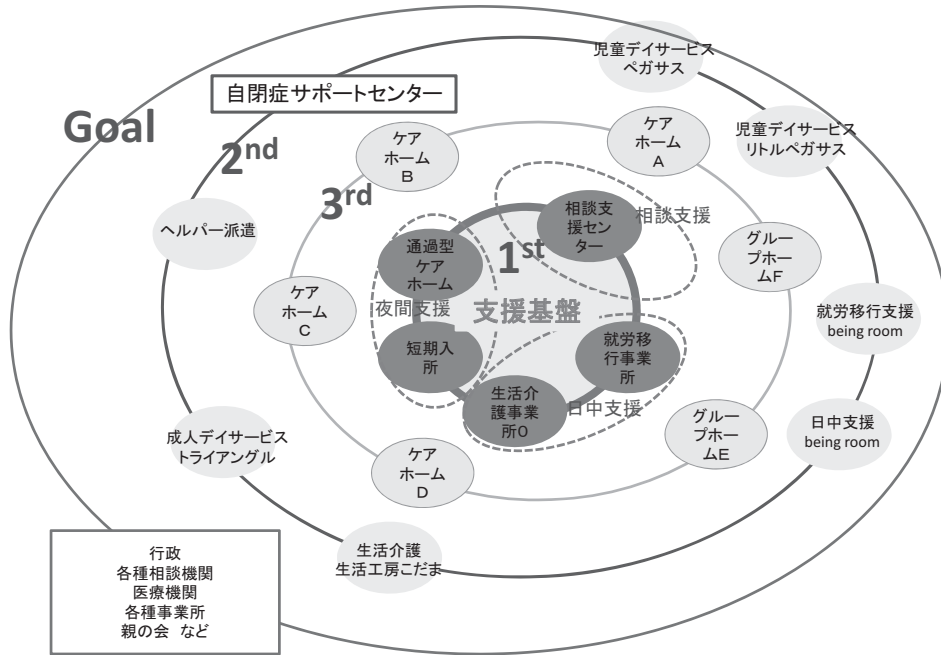 児童デイサービス
ペガサス
自閉症サポートセンター
Goal
2nd
3rd
1st
ケア
ホーム
B
ケア
ホーム
A
児童デイサービス
リトルペガサス
相談支
援セン
ター
相談支援
ヘルパー派遣
通過型
ケア
ホーム
グルー
プホー
ムF
夜間支援
支援基盤
ケア
ホーム
C
就労移行支援
being room
短期入
所
就労移
行事業
所
生活介
護事業
所O
日中支援
成人デイサービス
トライアングル
グルー
プホー
ムE
日中支援
being room
ケア
ホーム
D
生活介護
生活工房こだま
行政
各種相談機関
医療機関
各種事業所
親の会 など